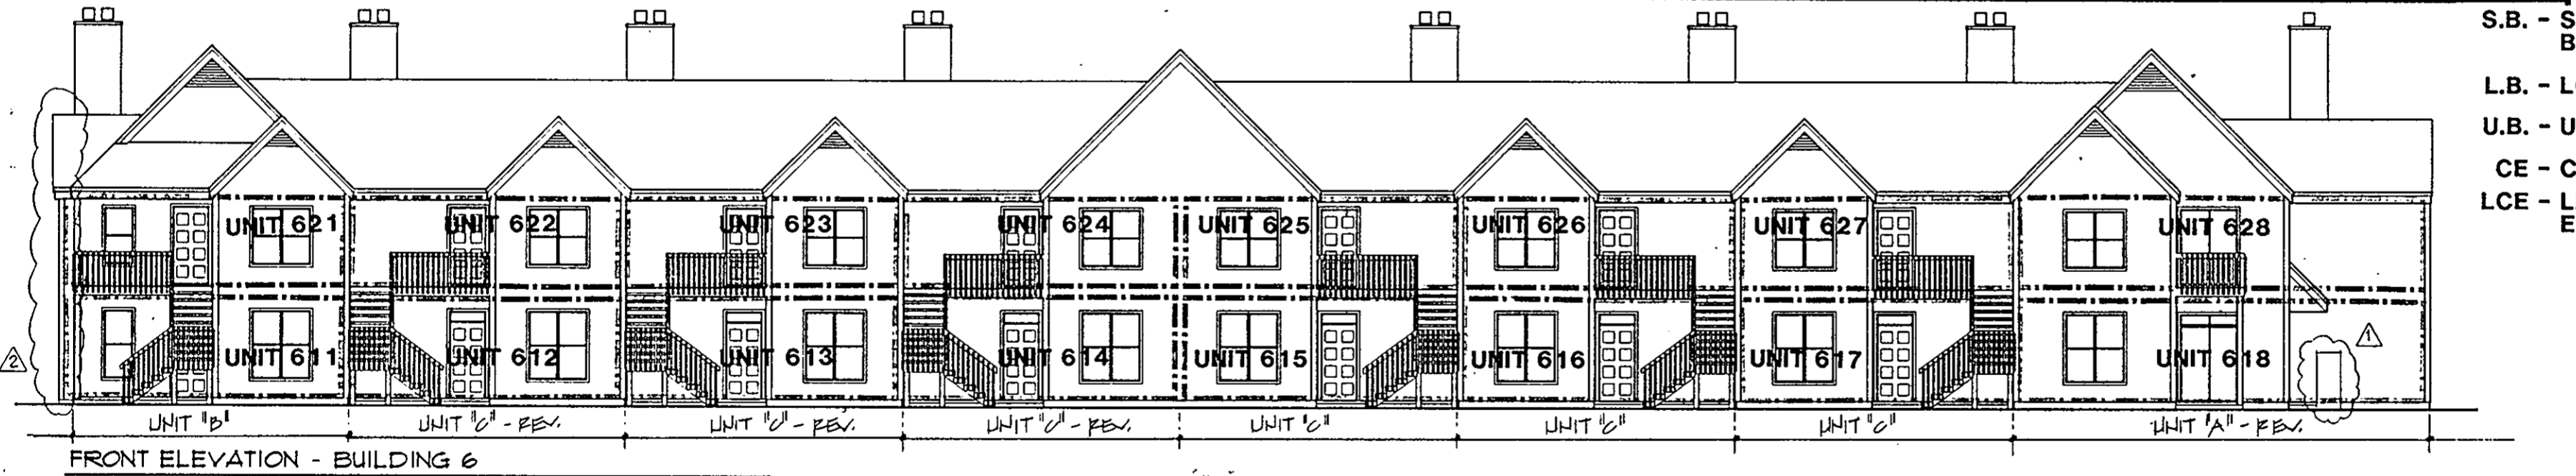 S.B. - S
B
L.B. - L
U.B. - U
CE - C
LCE - L
E
UNIT 621 UNIT 622 UNIT 623 UNIT 624 UNIT 625 UNIT 626 UNIT 627 UNIT 628
UNIT 611 UNIT 612 UNIT 613 UNIT 614 UNIT 615 UNIT 616 UNIT 617 UNIT 618
2
1
UNIT "B" UNIT "C" - REV. UNIT "C" - REV. UNIT "C" - REV. UNIT "C" UNIT "C" UNIT "C" UNIT "A" - REV.
FRONT ELEVATION - BUILDING 6